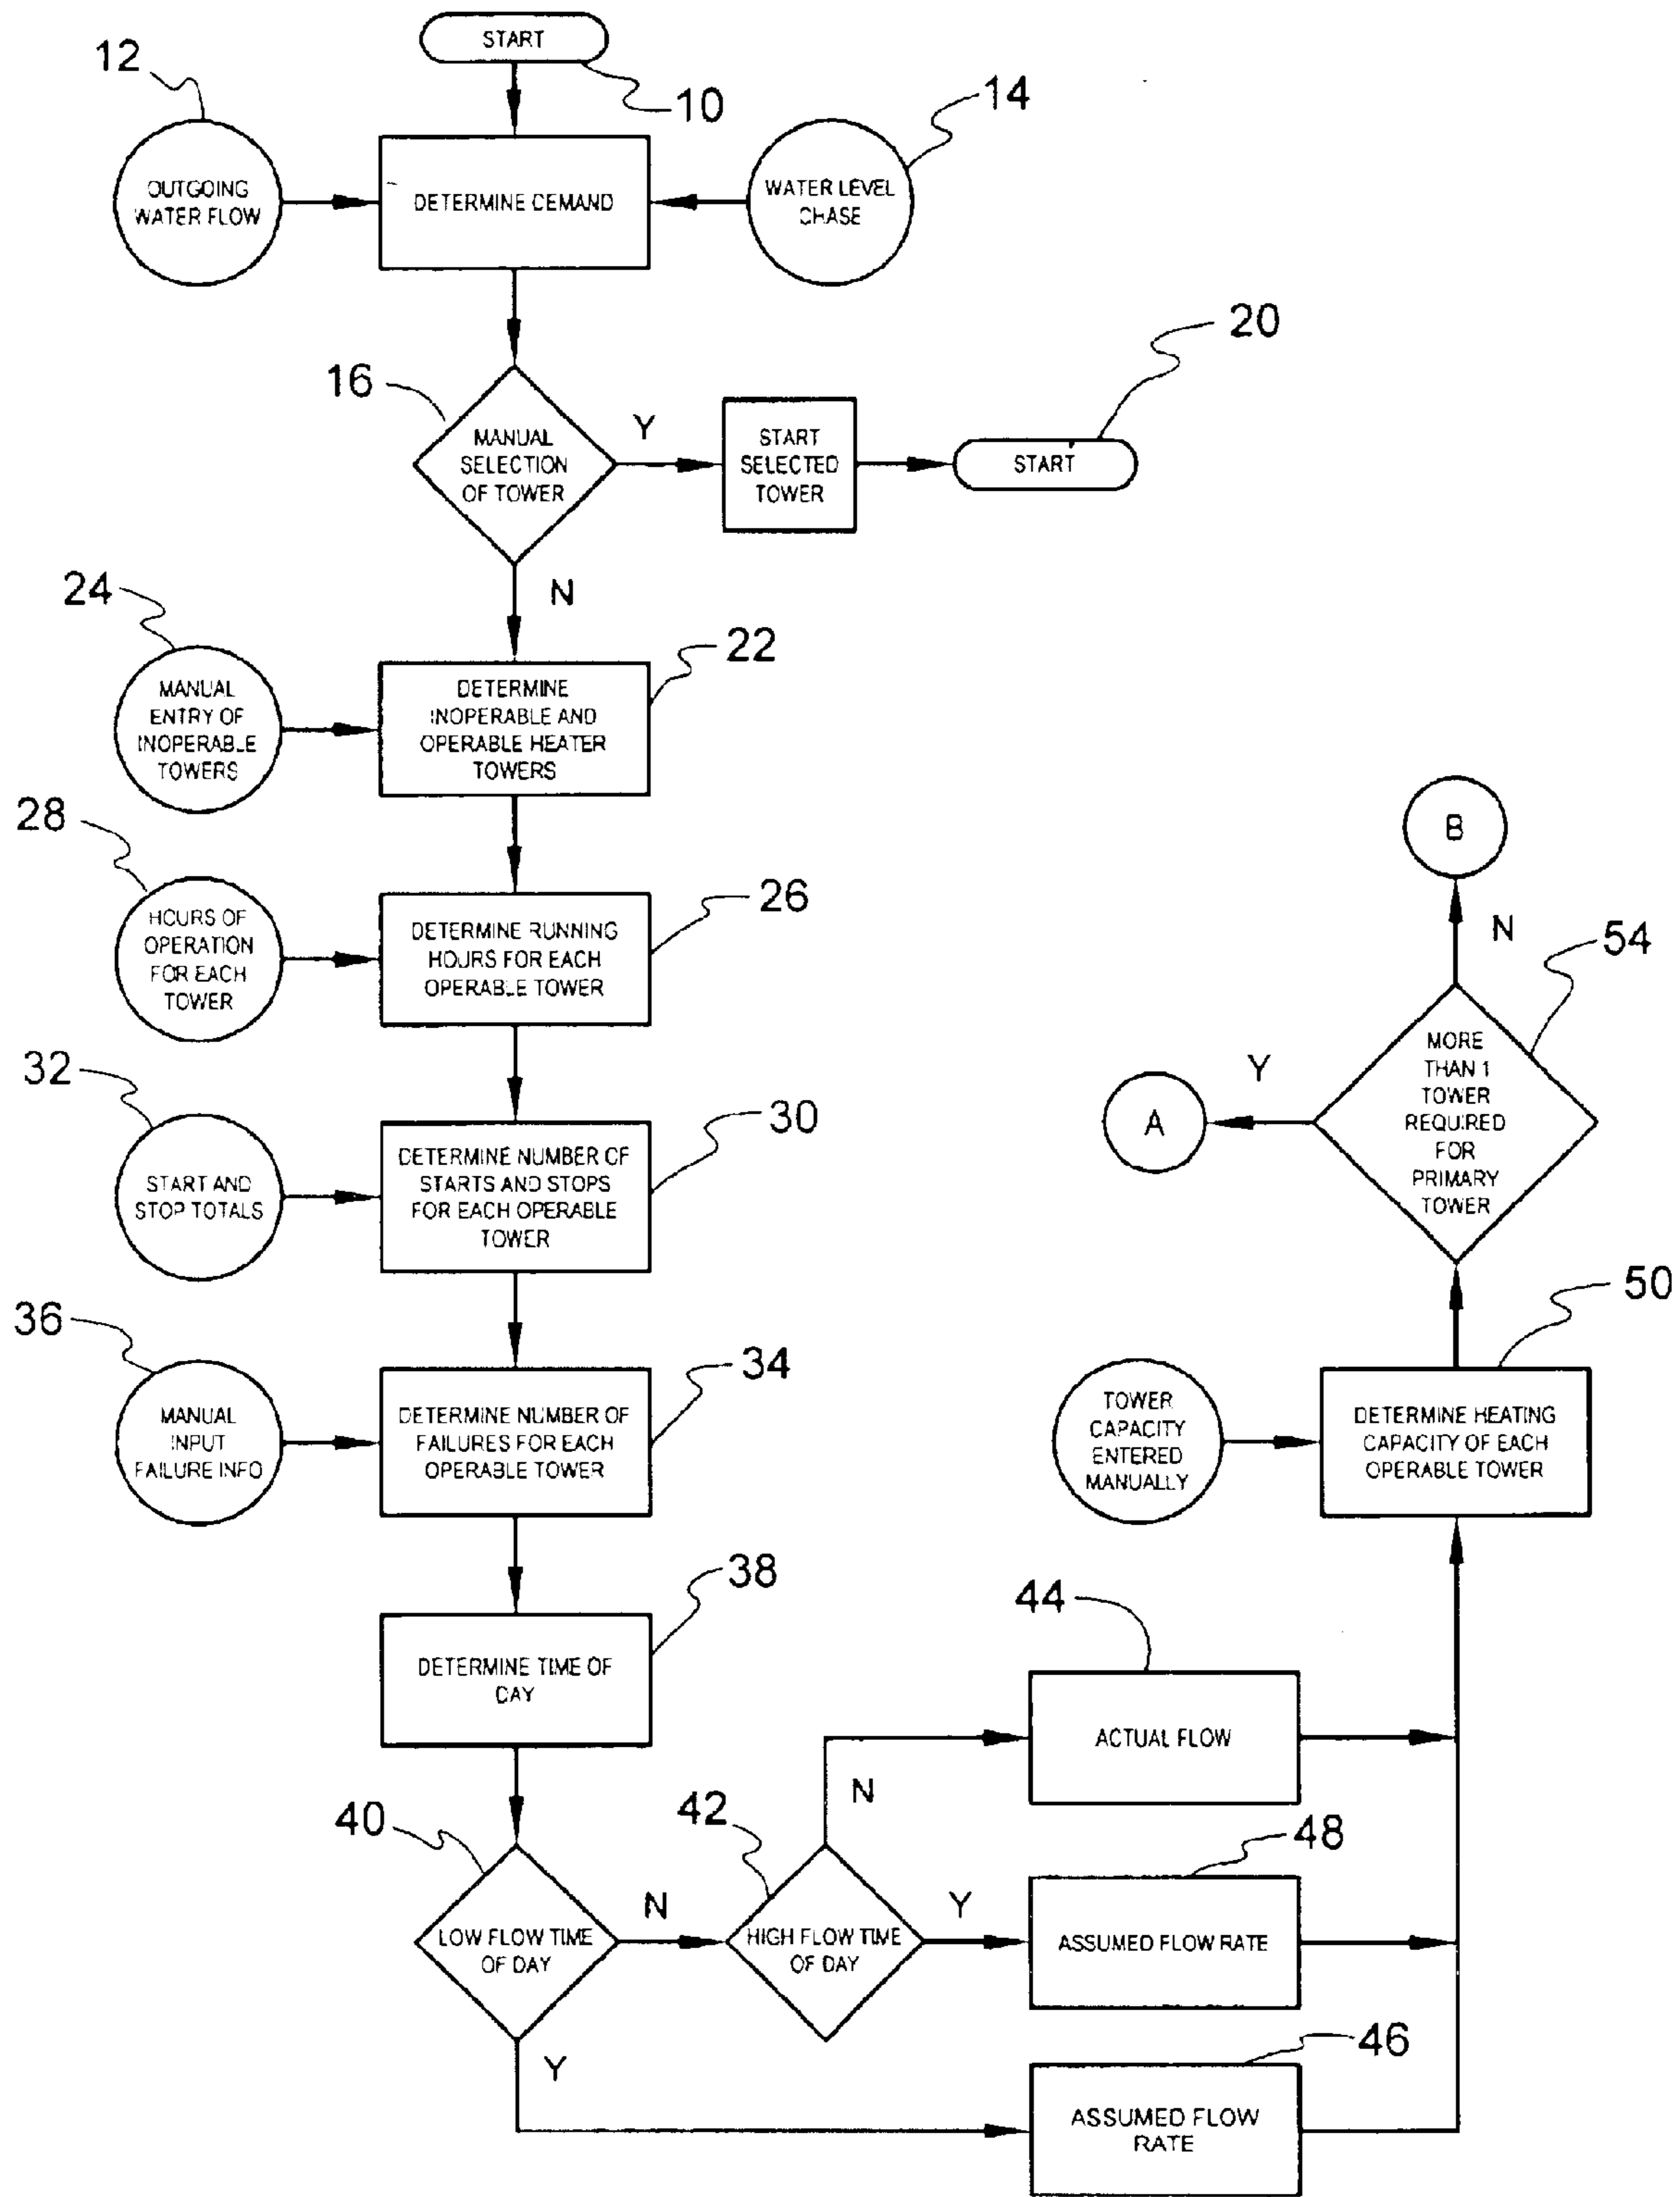 START
10
12
OUTGOING
WATER FLOW
DETERMINE CEMAND
14
WATER LEVEL
CHASE
16
MANUAL
SELECTION
OF TOWER
Y
START
SELECTED
TOWER
START
20
N
24
MANUAL
ENTRY OF
INOPERABLE
TOWERS
22
DETERMINE
INOPERABLE AND
OPERABLE HEATER
TOWERS
28
HOURS OF
OPERATION
FOR EACH
TOWER
26
DETERMINE RUNNING
HOURS FOR EACH
OPERABLE TOWER
32
START AND
STOP TOTALS
30
DETERMINE NUMBER OF
STARTS AND STOPS
FOR EACH OPERABLE
TOWER
36
MANUAL
INPUT
FAILURE INFO
34
DETERMINE NUMBER OF
FAILURES FOR EACH
OPERABLE TOWER
38
DETERMINE TIME OF
DAY
40
LOW FLOW TIME
OF DAY
N
Y
42
HIGH FLOW TIME
OF DAY
N
Y
44
ACTUAL FLOW
48
ASSUMED FLOW RATE
46
ASSUMED FLOW
RATE
TOWER
CAPACITY
ENTERED
MANUALLY
50
DETERMINE HEATING
CAPACITY OF EACH
OPERABLE TOWER
54
MORE
THAN 1
TOWER
REQUIRED
FOR
PRIMARY
TOWER
Y
A
N
B